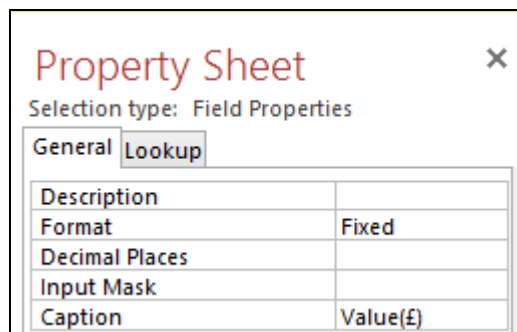 Property Sheet ×
Selection type: Field Properties
General Lookup
Description
Format Fixed
Decimal Places
Input Mask
Caption Value(£)